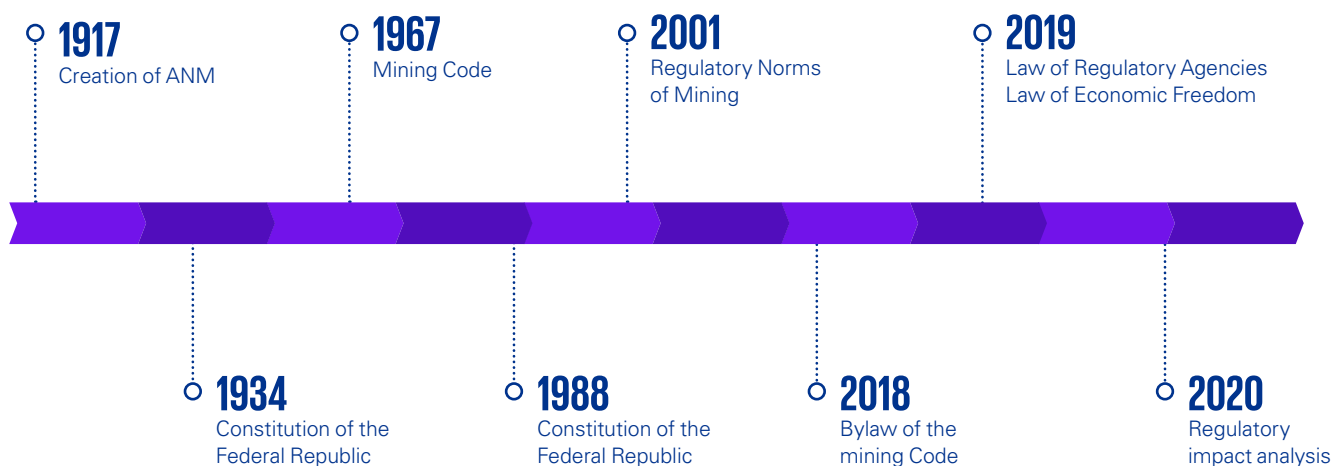 1917
Creation of ANM
1967
Mining Code
2001
Regulatory Norms
of Mining
2019
Law of Regulatory Agencies
Law of Economic Freedom
1934
Constitution of the
Federal Republic
1988
Constitution of the
Federal Republic
2018
Bylaw of the
mining Code
2020
Regulatory
impact analysis